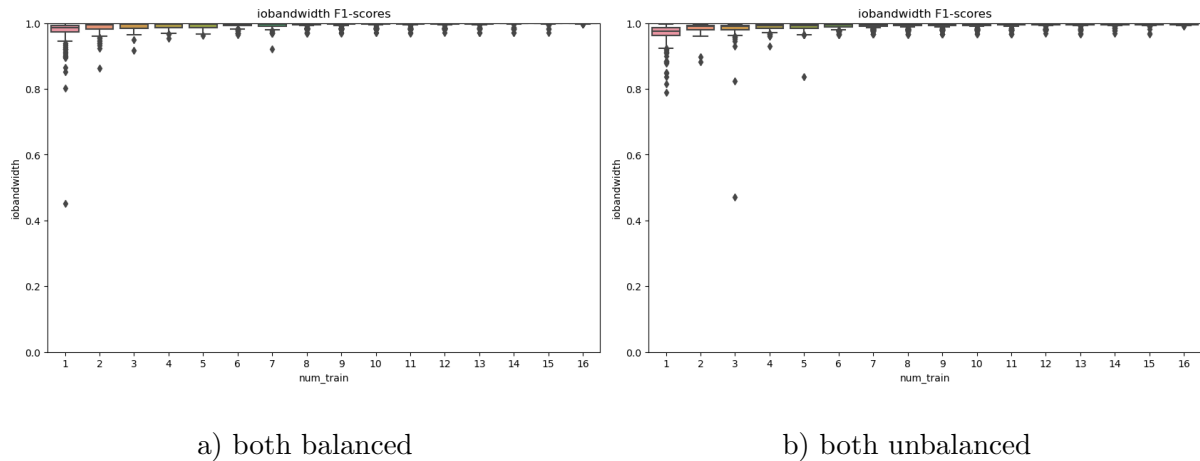 iobandwidth F1-scores
1.0
0.8
0.6
0.4
0.2
0.0
iobandwidth
1 2 3 4 5 6 7 8 9 10 11 12 13 14 15 16
num_train
a) both balanced
iobandwidth F1-scores
1.0
0.8
0.6
0.4
0.2
0.0
iobandwidth
1 2 3 4 5 6 7 8 9 10 11 12 13 14 15 16
num_train
b) both unbalanced